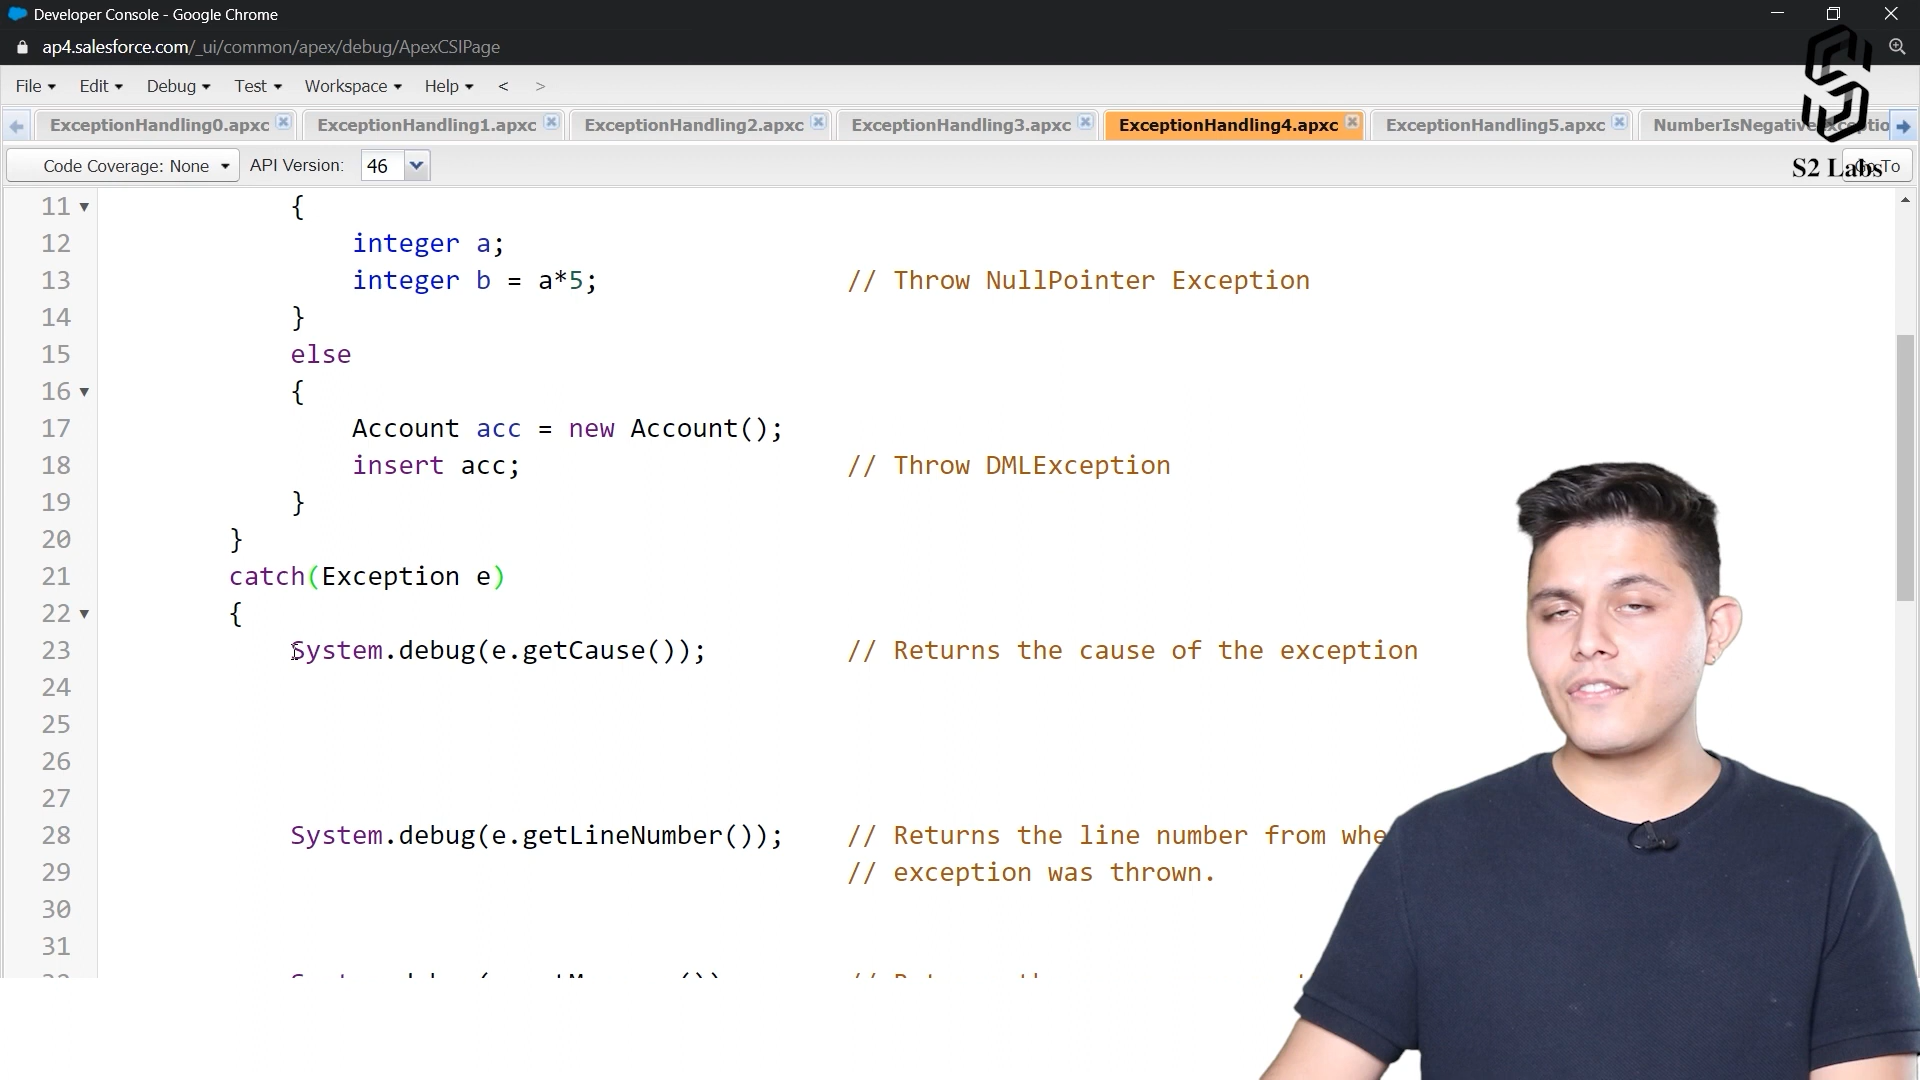 Developer Console - Google Chrome
ap4.salesforce.com/_ui/common/apex/debug/ApexCSIPage
File Edit Debug Test Workspace Help < >
ExceptionHandling0.apxc ExceptionHandling1.apxc ExceptionHandling2.apxc ExceptionHandling3.apxc ExceptionHandling4.apxc ExceptionHandling5.apxc
Code Coverage: None API Version: 46 S2 Labs To
11 {
12 integer a;
13 integer b = a*5; // Throw NullPointer Exception
14 }
15 else
16 {
17 Account acc = new Account();
18 insert acc; // Throw DMLException
19 }
20 }
21 catch(Exception e)
22 {
23 System.debug(e.getCause()); // Returns the cause of the exception
24
25
26
27
28 System.debug(e.getLineNumber()); // Returns the line number from whe
29 // exception was thrown.
30
31